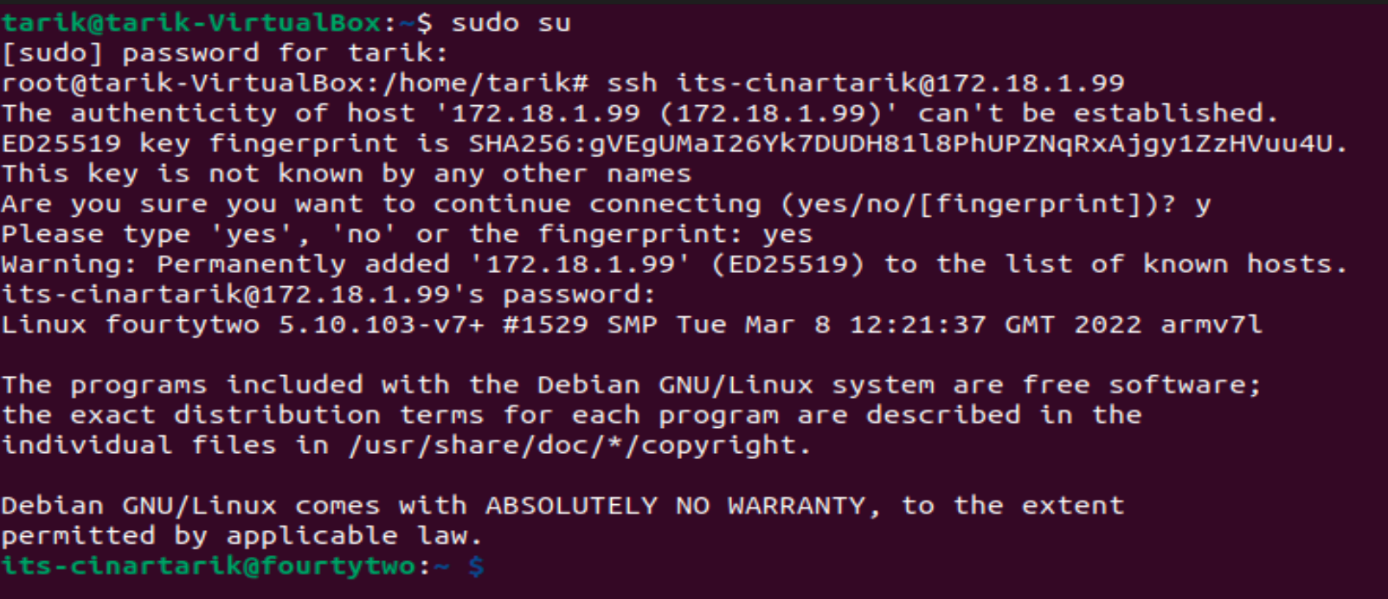 tarik@tarik-VirtualBox:~$ sudo su
[sudo] password for tarik:
root@tarik-VirtualBox:/home/tarik# ssh its-cinartarik@172.18.1.99
The authenticity of host '172.18.1.99 (172.18.1.99)' can't be established.
ED25519 key fingerprint is SHA256:gVEgUMaI26Yk7DUDH81l8PhUPZNqRxAjgy1ZzHVuu4U.
This key is not known by any other names
Are you sure you want to continue connecting (yes/no/[fingerprint])? y
Please type 'yes', 'no' or the fingerprint: yes
Warning: Permanently added '172.18.1.99' (ED25519) to the list of known hosts.
its-cinartarik@172.18.1.99's password:
Linux fourtytwo 5.10.103-v7+ #1529 SMP Tue Mar 8 12:21:37 GMT 2022 armv7l

The programs included with the Debian GNU/Linux system are free software;
the exact distribution terms for each program are described in the
individual files in /usr/share/doc/*/copyright.

Debian GNU/Linux comes with ABSOLUTELY NO WARRANTY, to the extent
permitted by applicable law.
its-cinartarik@fourtytwo:~ $